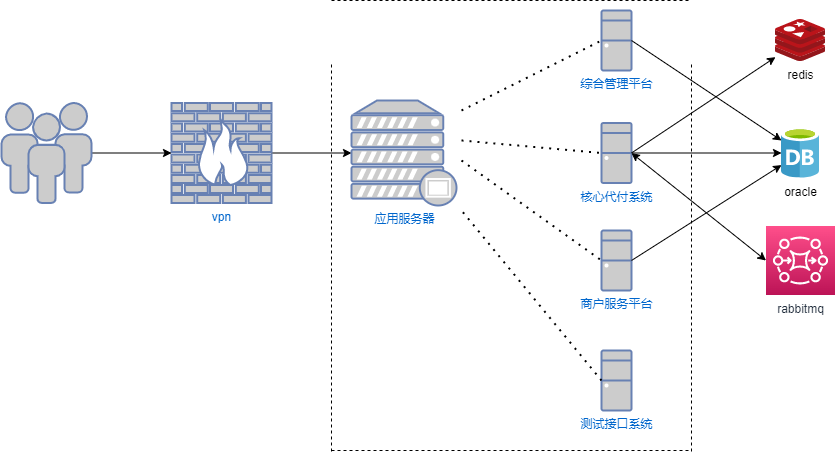 综合管理平台
redis
核心代付系统
DB
oracle
vpn
应用服务器
商户服务平台
rabbitmq
测试接口系统